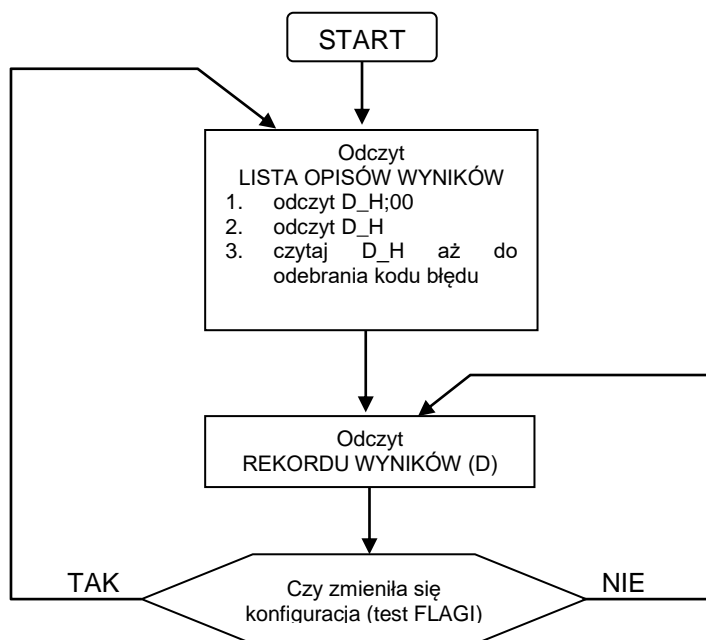 START
Odczyt
LISTA OPISÓW WYNIKÓW
1. odczyt D_H;00
2. odczyt D_H
3. czytaj D_H aż do
odebrania kodu błędu
Odczyt
REKORDU WYNIKÓW (D)
TAK
Czy zmieniła się
konfiguracja (test FLAGI)
NIE